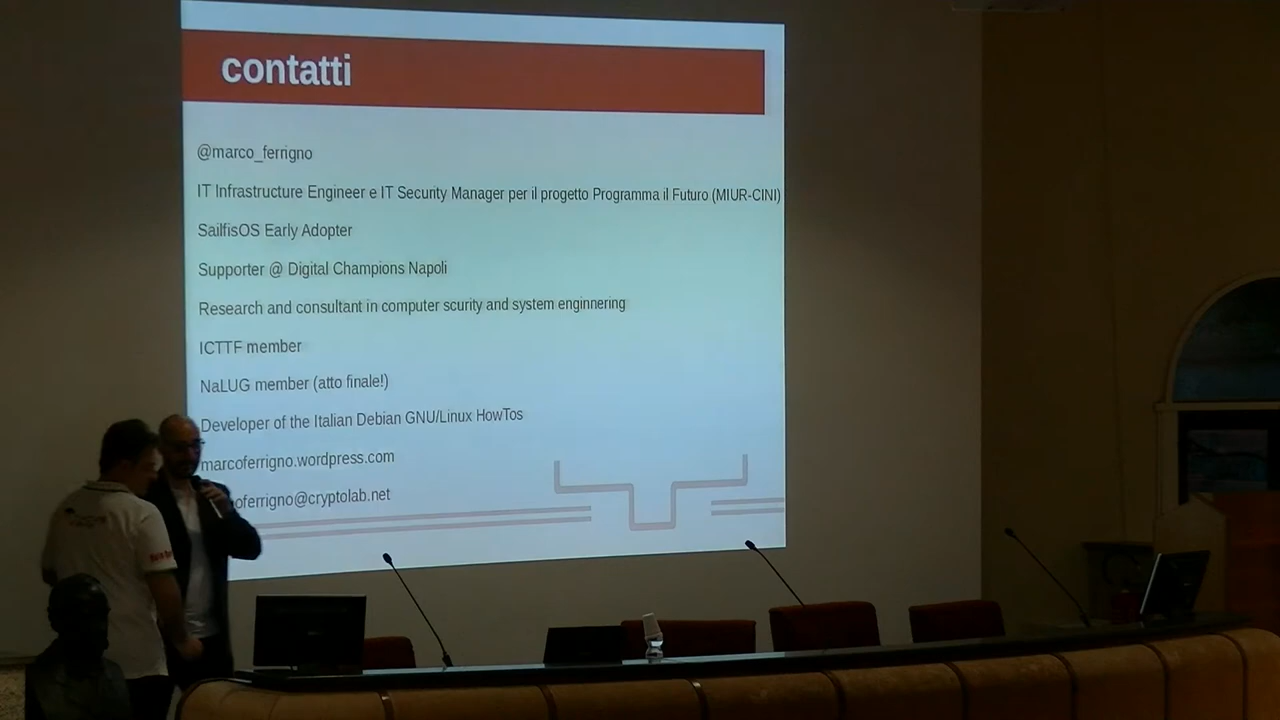 contatti
@marco_ferrigno
IT Infrastructure Engineer e IT Security Manager per il progetto Programma il Futuro (MIUR-CINI)
SailfisOS Early Adopter
Supporter @ Digital Champions Napoli
Research and consultant in computer scurity and system enginnering
ICTTF member
NaLUG member (atto finale!)
Developer of the Italian Debian GNU/Linux HowTos
marcoferrigno.wordpress.com
oferrigno@cryptolab.net